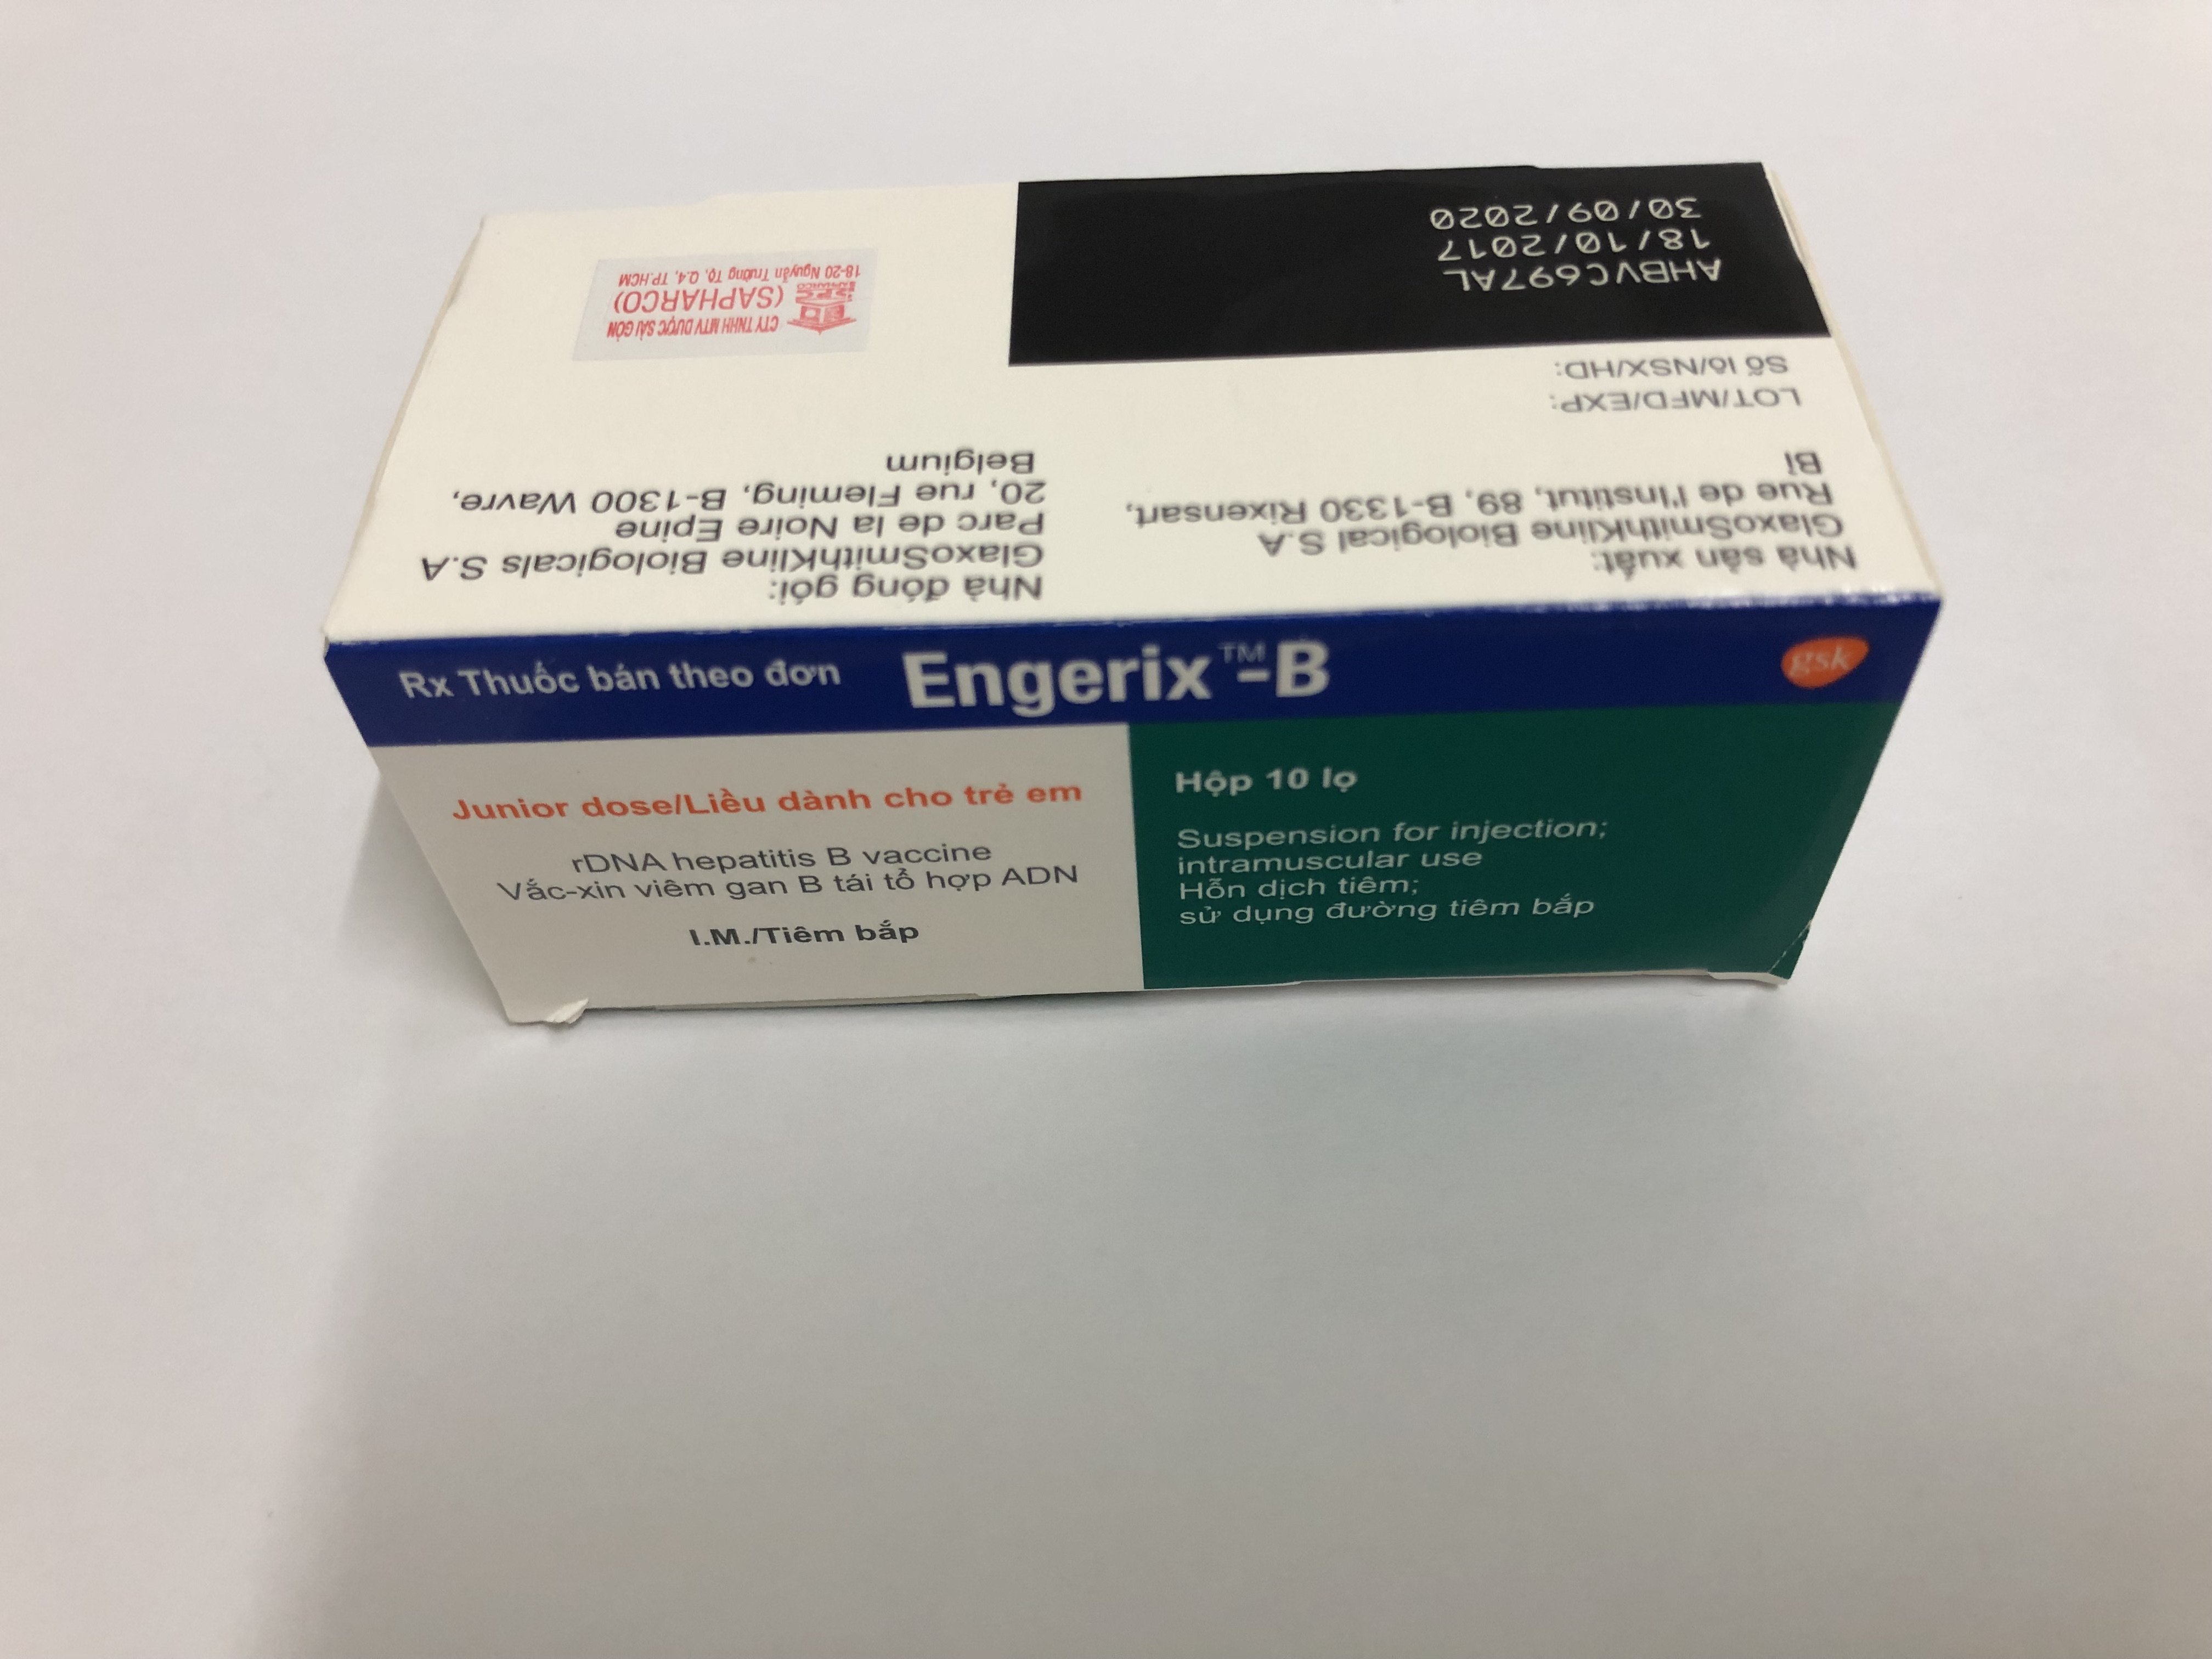 Rx Thuốc bán theo đơn
Engerix™-B
gsk
Junior dose/Liều dành cho trẻ em
rDNA hepatitis B vaccine
Vắc-xin viêm gan B tái tổ hợp ADN
I.M./Tiêm bắp
Hộp 10 lọ
Suspension for injection;
intramuscular use
Hỗn dịch tiêm;
sử dụng đường tiêm bắp
Nhà sản xuất:
GlaxoSmithKline Biological S.A
Rue de l'Institut, 89, B-1330 Rixensart,
Bỉ
Nhà đóng gói:
GlaxoSmithKline Biologicals S.A
Parc de la Noire Epine
20, rue Fleming, B-1300 Wavre,
Belgium
LOT/MFD/EXP:
Số lô/NSX/HD:
AHBVC697AL
18/10/2017
30/09/2020
CTY TNHH MTV DƯỢC SÀI GÒN
SPC
(SAPHARCO)
18-20 Nguyễn Trường Tộ, Q.4, TP.HCM